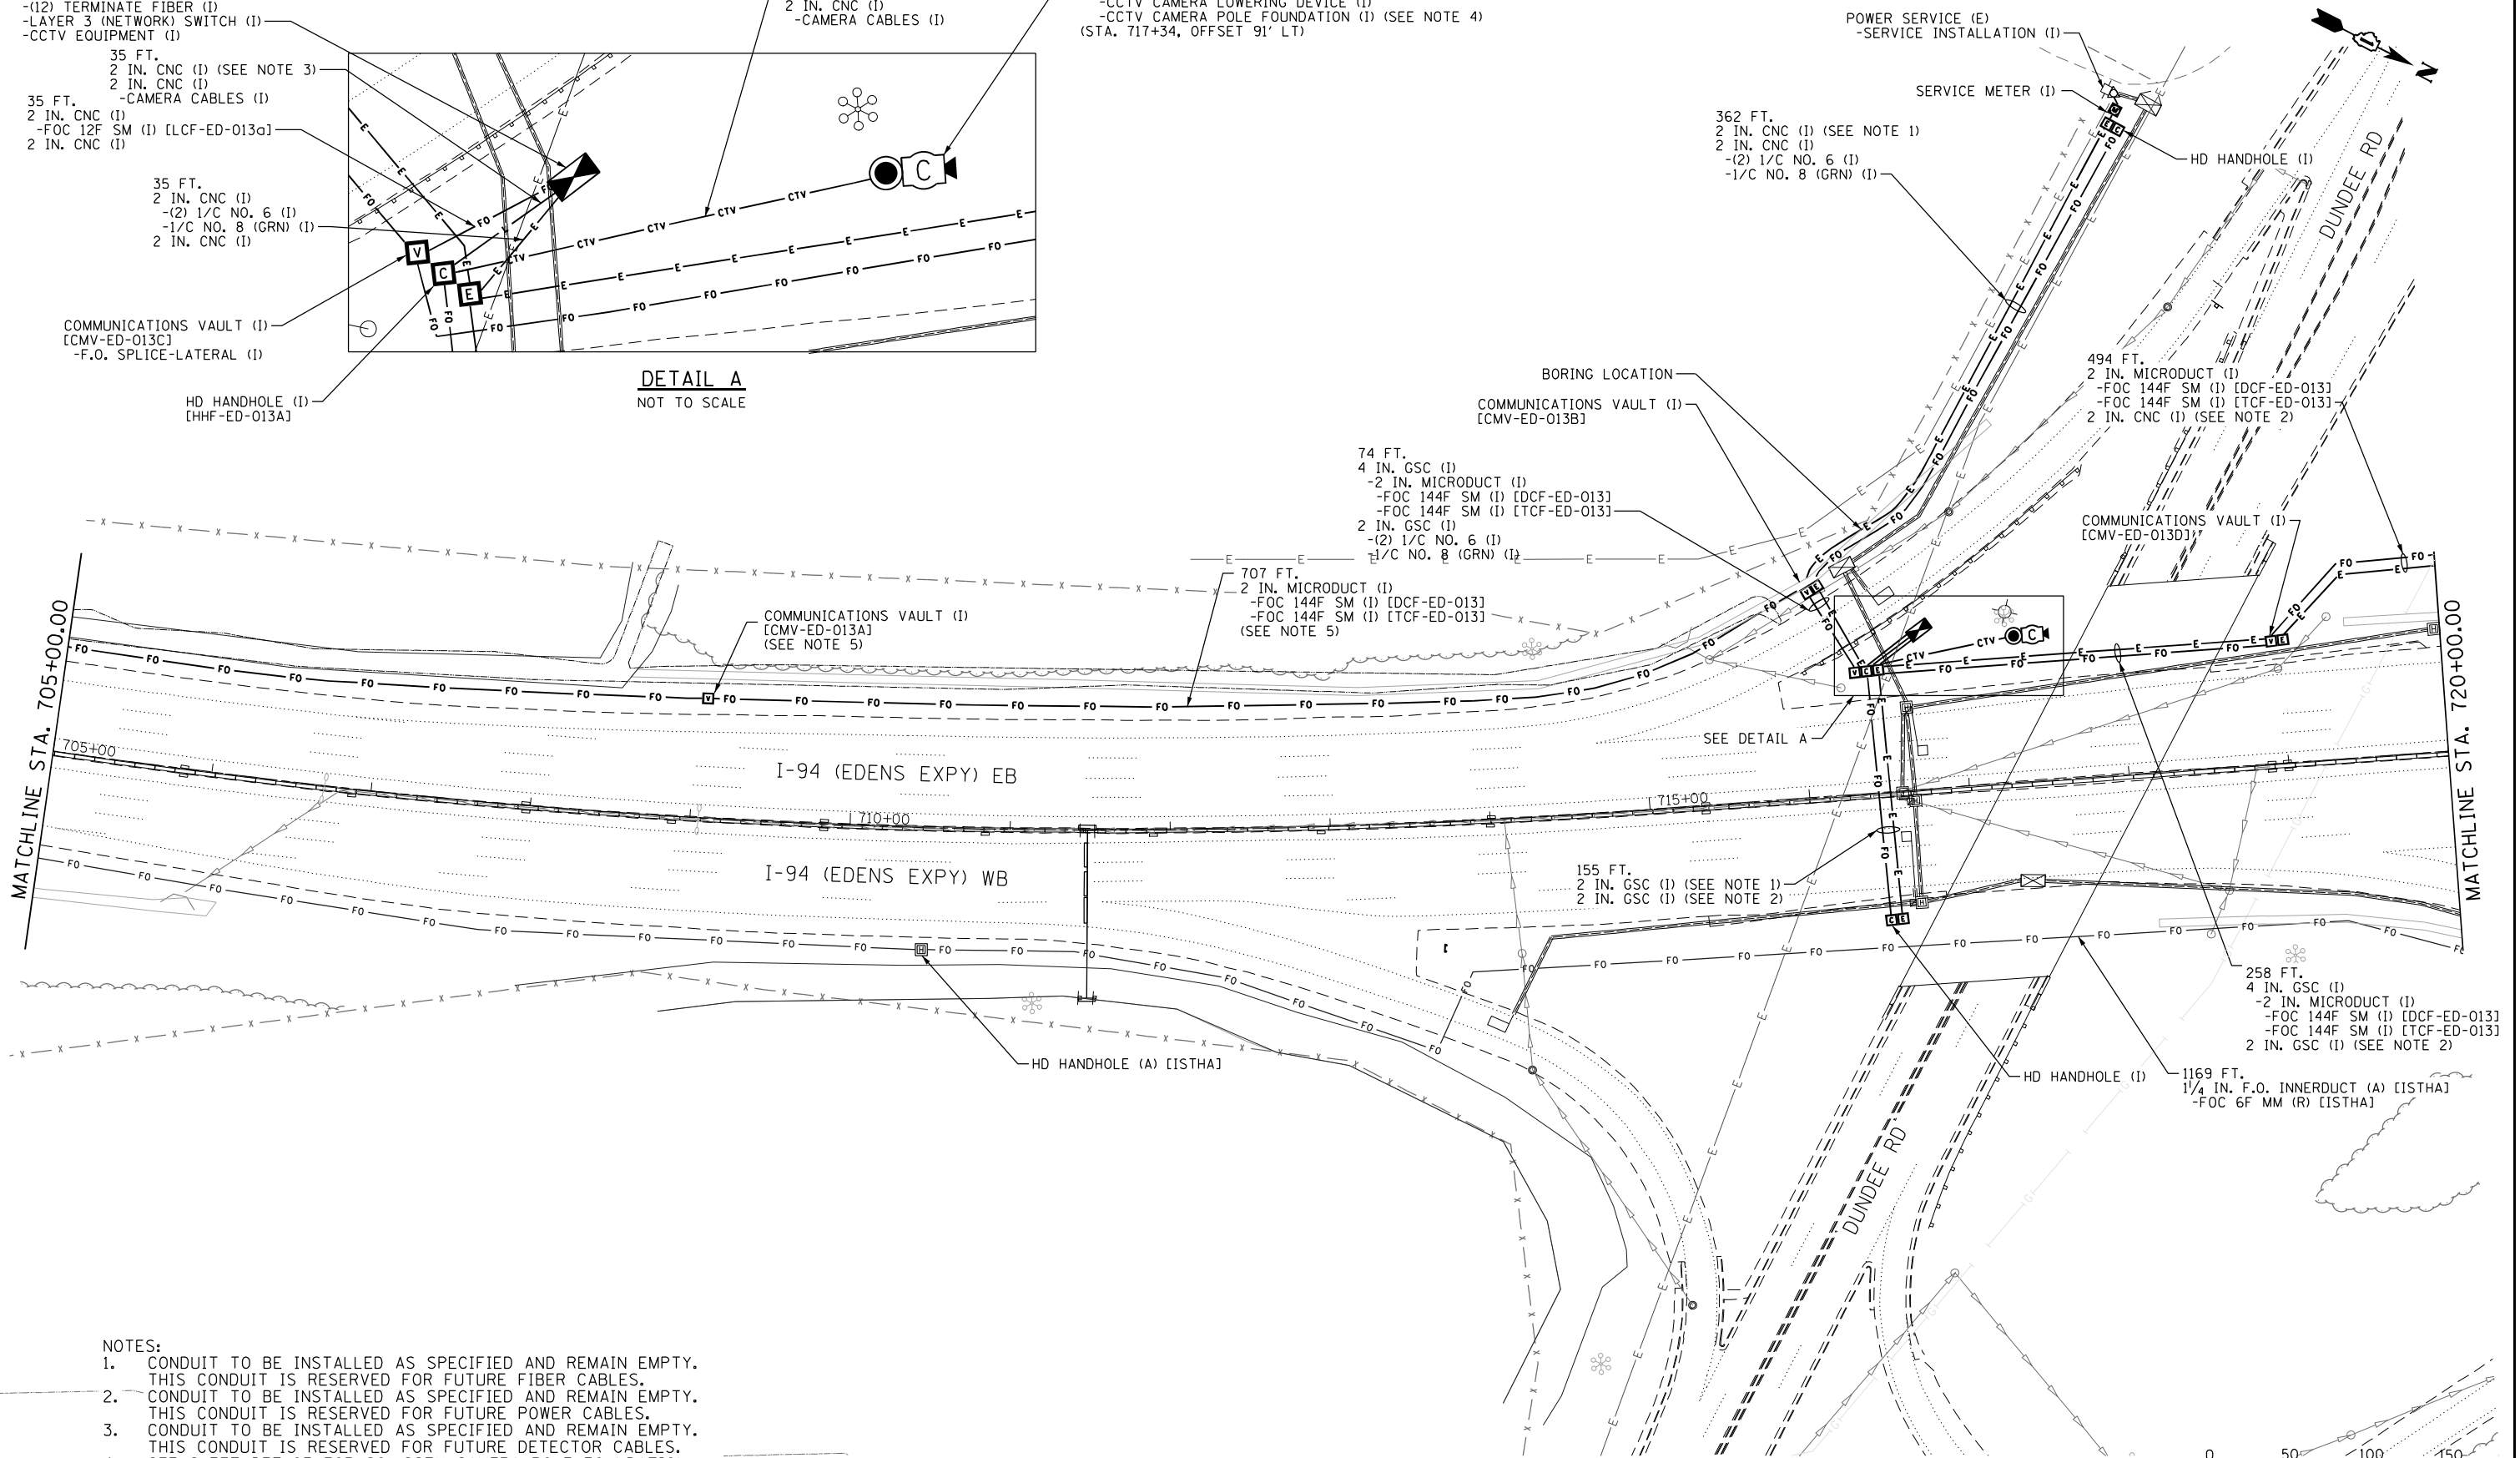 -(12) TERMINATE FIBER (I)
-LAYER 3 (NETWORK) SWITCH (I)
-CCTV EQUIPMENT (I)
35 FT.
2 IN. CNC (I) (SEE NOTE 3)
2 IN. CNC (I)
-CAMERA CABLES (I)
35 FT.
2 IN. CNC (I)
-FOC 12F SM (I) [LCF-ED-013a]
2 IN. CNC (I)
35 FT.
2 IN. CNC (I)
-(2) 1/C NO. 6 (I)
-1/C NO. 8 (GRN) (I)
2 IN. CNC (I)
COMMUNICATIONS VAULT (I)
[CMV-ED-013C]
-F.O. SPLICE-LATERAL (I)
HD HANDHOLE (I)
[HHF-ED-013A]
2 IN. CNC (I)
-CAMERA CABLES (I)
-CCTV CAMERA LOWERING DEVICE (I)
-CCTV CAMERA POLE FOUNDATION (I) (SEE NOTE 4)
(STA. 717+34, OFFSET 91' LT)
V
C
E
C
DETAIL A
NOT TO SCALE
POWER SERVICE (E)
-SERVICE INSTALLATION (I)
SERVICE METER (I)
362 FT.
2 IN. CNC (I) (SEE NOTE 1)
2 IN. CNC (I)
-(2) 1/C NO. 6 (I)
-1/C NO. 8 (GRN) (I)
HD HANDHOLE (I)
N
DUNDEE RD
494 FT.
2 IN. MICRODUCT (I)
-FOC 144F SM (I) [DCF-ED-013]
-FOC 144F SM (I) [TCF-ED-013]
2 IN. CNC (I) (SEE NOTE 2)
BORING LOCATION
COMMUNICATIONS VAULT (I)
[CMV-ED-013B]
74 FT.
4 IN. GSC (I)
-2 IN. MICRODUCT (I)
-FOC 144F SM (I) [DCF-ED-013]
-FOC 144F SM (I) [TCF-ED-013]
2 IN. GSC (I)
-(2) 1/C NO. 6 (I)
-1/C NO. 8 (GRN) (I)
COMMUNICATIONS VAULT (I)
[CMV-ED-013D]
707 FT.
2 IN. MICRODUCT (I)
-FOC 144F SM (I) [DCF-ED-013]
-FOC 144F SM (I) [TCF-ED-013]
(SEE NOTE 5)
COMMUNICATIONS VAULT (I)
[CMV-ED-013A]
(SEE NOTE 5)
MATCHLINE STA. 705+00.00
MATCHLINE STA. 720+00.00
SEE DETAIL A
705+00
710+00
715+00
I-94 (EDENS EXPY) EB
I-94 (EDENS EXPY) WB
155 FT.
2 IN. GSC (I) (SEE NOTE 1)
2 IN. GSC (I) (SEE NOTE 2)
258 FT.
4 IN. GSC (I)
-2 IN. MICRODUCT (I)
-FOC 144F SM (I) [DCF-ED-013]
-FOC 144F SM (I) [TCF-ED-013]
2 IN. GSC (I) (SEE NOTE 2)
HD HANDHOLE (A) [ISTHA]
HD HANDHOLE (I)
1169 FT.
1¼ IN. F.O. INNERDUCT (A) [ISTHA]
-FOC 6F MM (R) [ISTHA]
DUNDEE RD
NOTES:
1. CONDUIT TO BE INSTALLED AS SPECIFIED AND REMAIN EMPTY.
THIS CONDUIT IS RESERVED FOR FUTURE FIBER CABLES.
2. CONDUIT TO BE INSTALLED AS SPECIFIED AND REMAIN EMPTY.
THIS CONDUIT IS RESERVED FOR FUTURE POWER CABLES.
3. CONDUIT TO BE INSTALLED AS SPECIFIED AND REMAIN EMPTY.
THIS CONDUIT IS RESERVED FOR FUTURE DETECTOR CABLES.
0 50 100 150